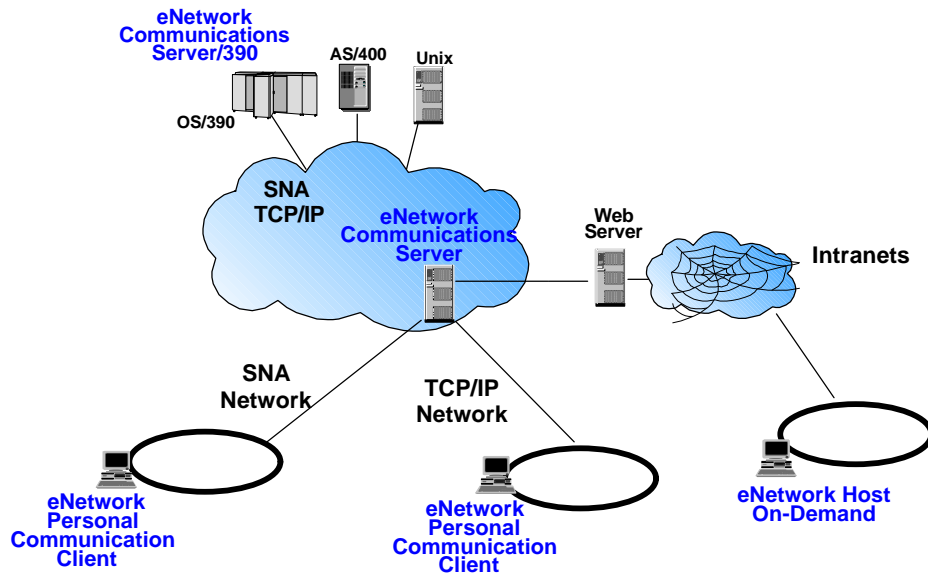 eNetwork
Communications
Server/390
AS/400
Unix
OS/390
SNA
TCP/IP
eNetwork
Communications
Server
Web
Server
Intranets
SNA
Network
TCP/IP
Network
eNetwork
Personal
Communication
Client
eNetwork
Personal
Communication
Client
eNetwork Host
On-Demand